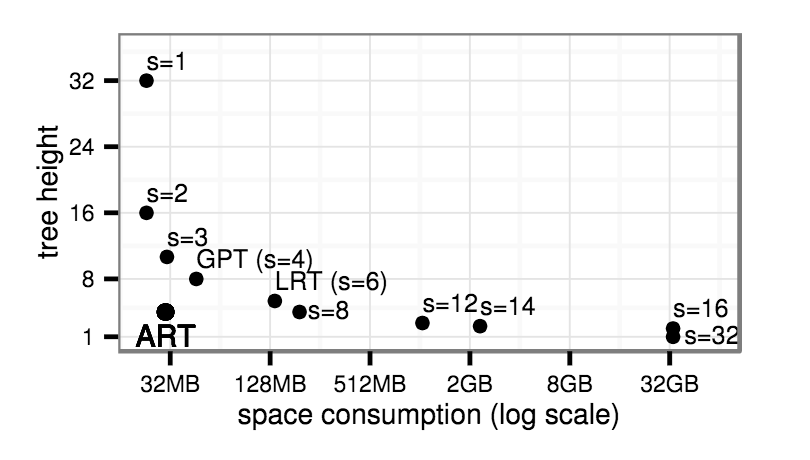 s=1
32
24
s=2
16
s=3
GPT (s=4)
8
LRT (s=6)
s=8
s=12
s=14
s=16
s=32
1
ART
tree height
32MB
128MB
512MB
2GB
8GB
32GB
space consumption (log scale)